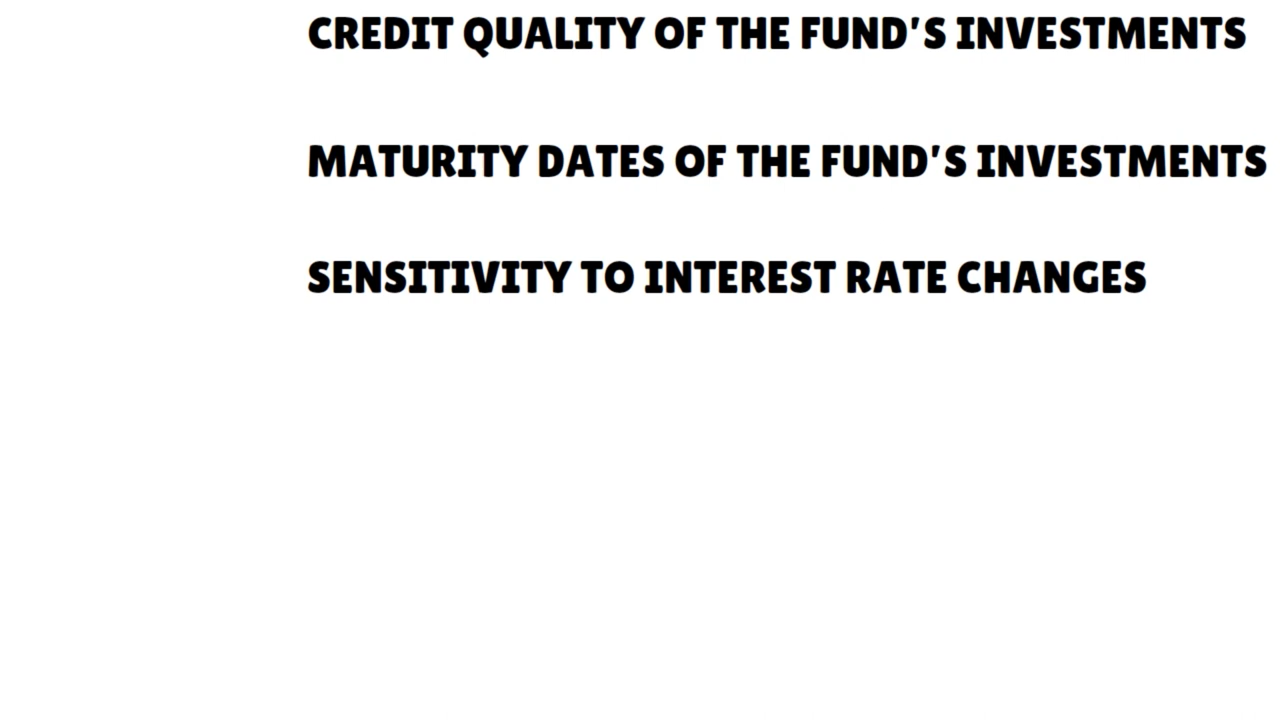 CREDIT QUALITY OF THE FUND'S INVESTMENTS
MATURITY DATES OF THE FUND'S INVESTMENTS
SENSITIVITY TO INTEREST RATE CHANGES